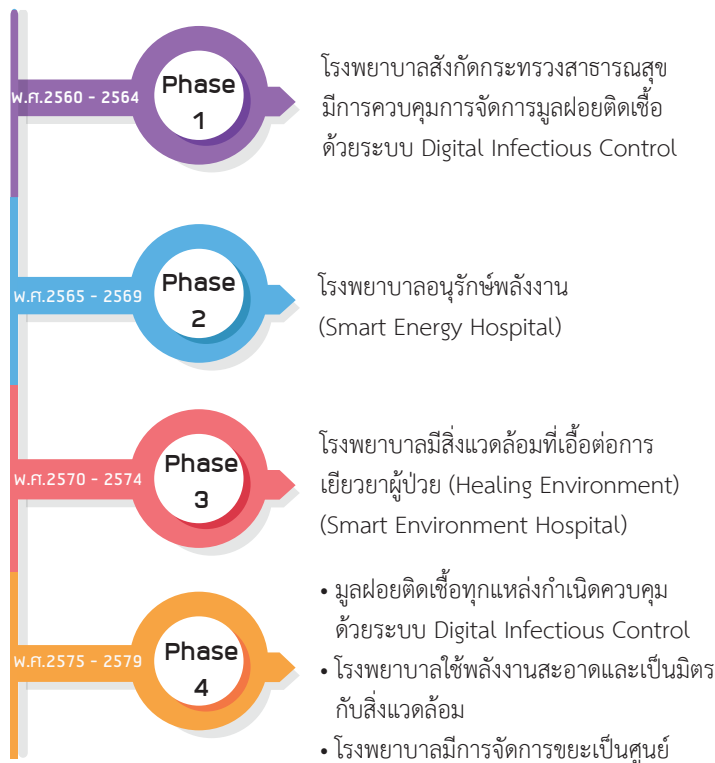 พ.ศ.2560 - 2564
Phase
1
โรงพยาบาลสังกัดกระทรวงสาธารณสุข
มีการควบคุมการจัดการมูลฝอยติดเชื้อ
ด้วยระบบ Digital Infectious Control
พ.ศ.2565 - 2569
Phase
2
โรงพยาบาลอนุรักษ์พลังงาน
(Smart Energy Hospital)
พ.ศ.2570 - 2574
Phase
3
โรงพยาบาลมีสิ่งแวดล้อมที่เอื้อต่อการ
เยียวยาผู้ป่วย (Healing Environment)
(Smart Environment Hospital)
พ.ศ.2575 - 2579
Phase
4
• มูลฝอยติดเชื้อทุกแหล่งกำเนิดควบคุม
ด้วยระบบ Digital Infectious Control
• โรงพยาบาลใช้พลังงานสะอาดและเป็นมิตร
กับสิ่งแวดล้อม
• โรงพยาบาลมีการจัดการขยะเป็นศูนย์